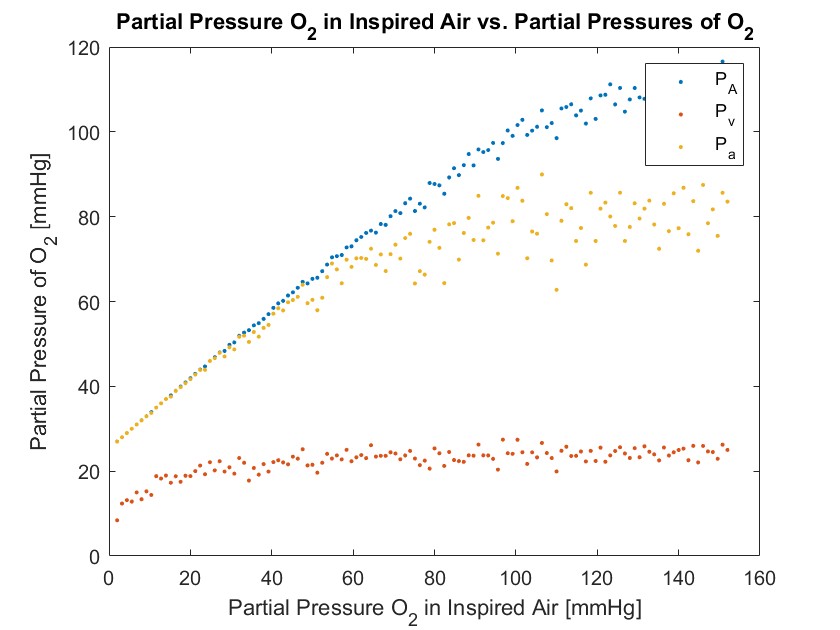 Partial Pressure O2 in Inspired Air vs. Partial Pressures of O2
120
100
80
60
40
20
0
Partial Pressure of O2 [mmHg]
PA
Pv
Pa
0 20 40 60 80 100 120 140 160
Partial Pressure O2 in Inspired Air [mmHg]